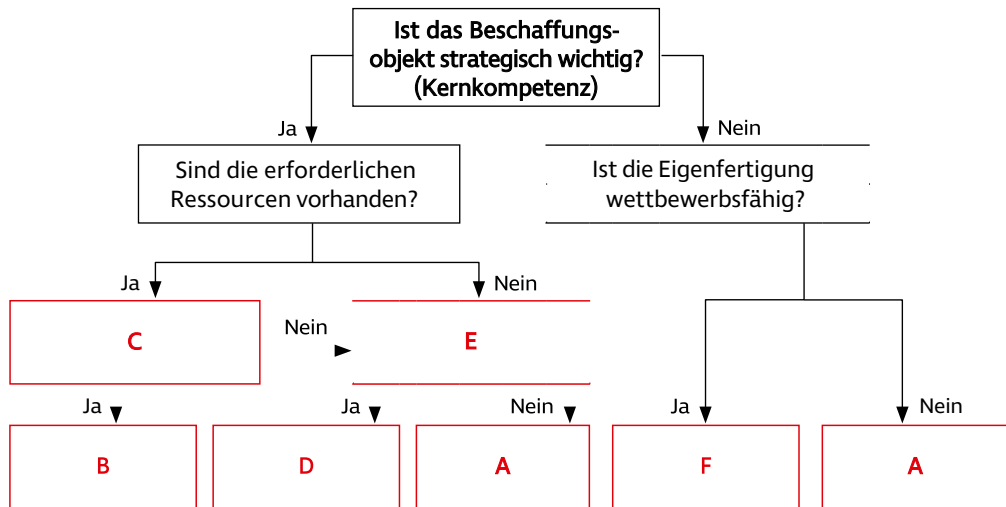 Ist das Beschaffungs-
objekt strategisch wichtig?
(Kernkompetenz)
Ja
Nein
Sind die erforderlichen
Ressourcen vorhanden?
Ist die Eigenfertigung
wettbewerbsfähig?
Ja
Nein
C
Nein
E
Ja
Ja
Nein
Ja
Nein
B
D
A
F
A